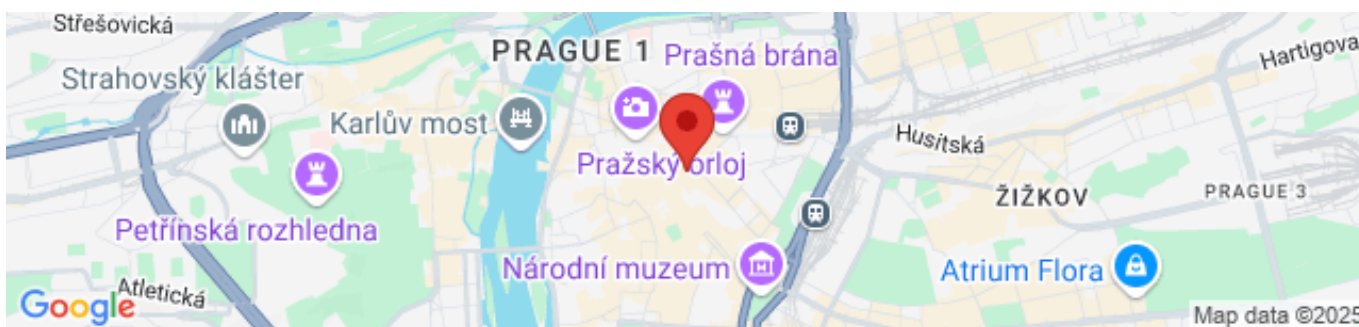 Střešovická
PRAGUE 1
Prašná brána
Hartigova
Strahovský klášter
Karlův most
Husitská
Pražský orloj
ŽIŽKOV
PRAGUE 3
Petřínská rozhledna
Národní muzeum
Atrium Flora
Atletická
Google
Map data ©2025